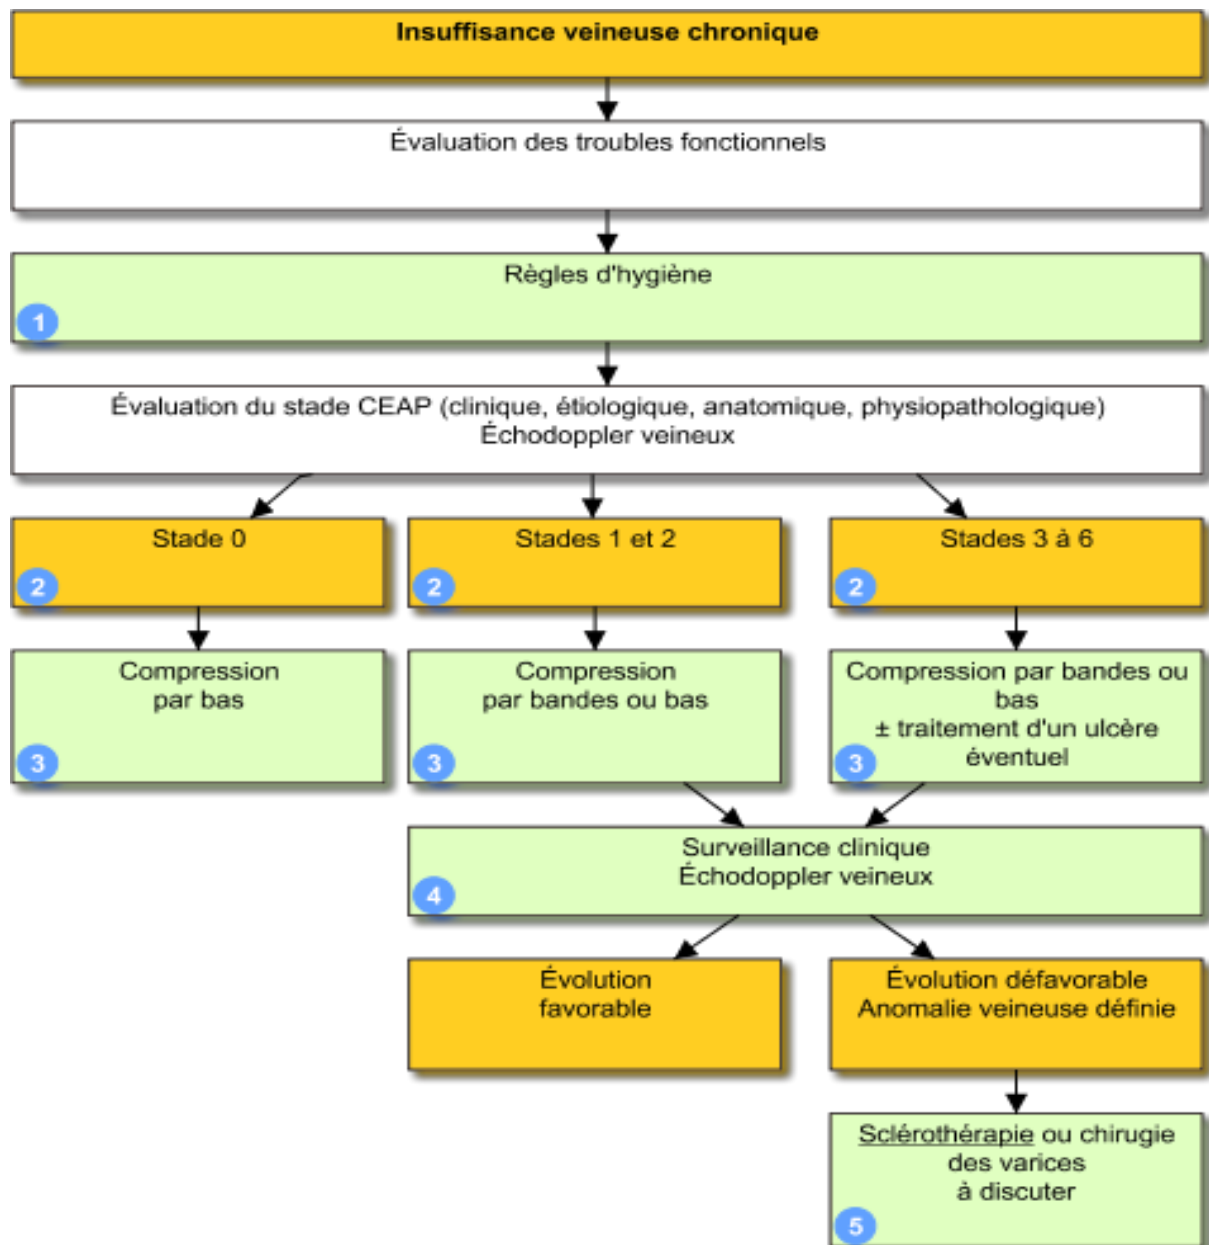 Insuffisance veineuse chronique
Évaluation des troubles fonctionnels
Règles d'hygiène
1
Évaluation du stade CEAP (clinique, étiologique, anatomique, physiopathologique)
Échodoppler veineux
Stade 0
2
Stades 1 et 2
2
Stades 3 à 6
2
Compression
par bas
3
Compression
par bandes ou bas
3
Compression par bandes ou
bas
± traitement d'un ulcère
éventuel
3
Surveillance clinique
Échodoppler veineux
4
Évolution
favorable
Évolution défavorable
Anomalie veineuse définie
Sclérothérapie ou chirugie
des varices
à discuter
5